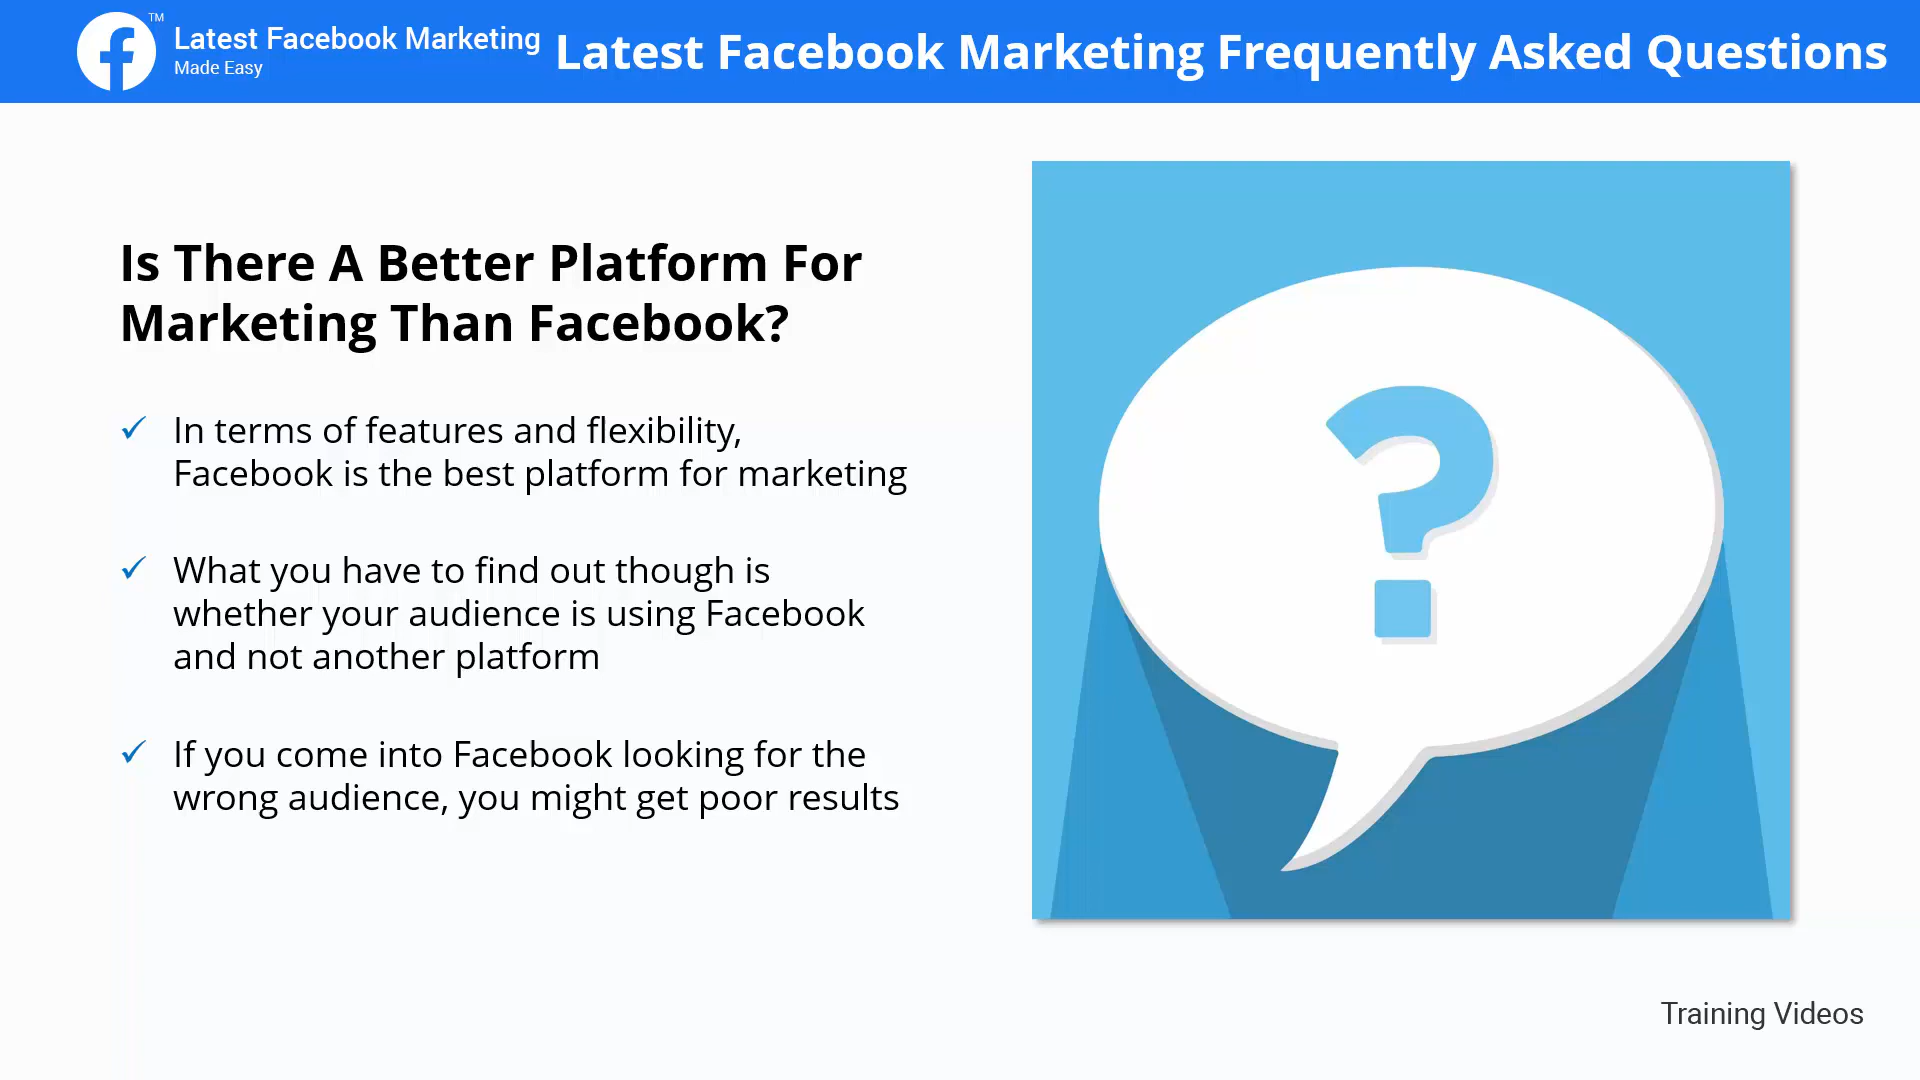 Latest Facebook Marketing
TM
Made Easy
Latest Facebook Marketing Frequently Asked Questions
Is There A Better Platform For
Marketing Than Facebook?
In terms of features and flexibility,
Facebook is the best platform for marketing
What you have to find out though is
whether your audience is using Facebook
and not another platform
If you come into Facebook looking for the
wrong audience, you might get poor results
?
Training Videos